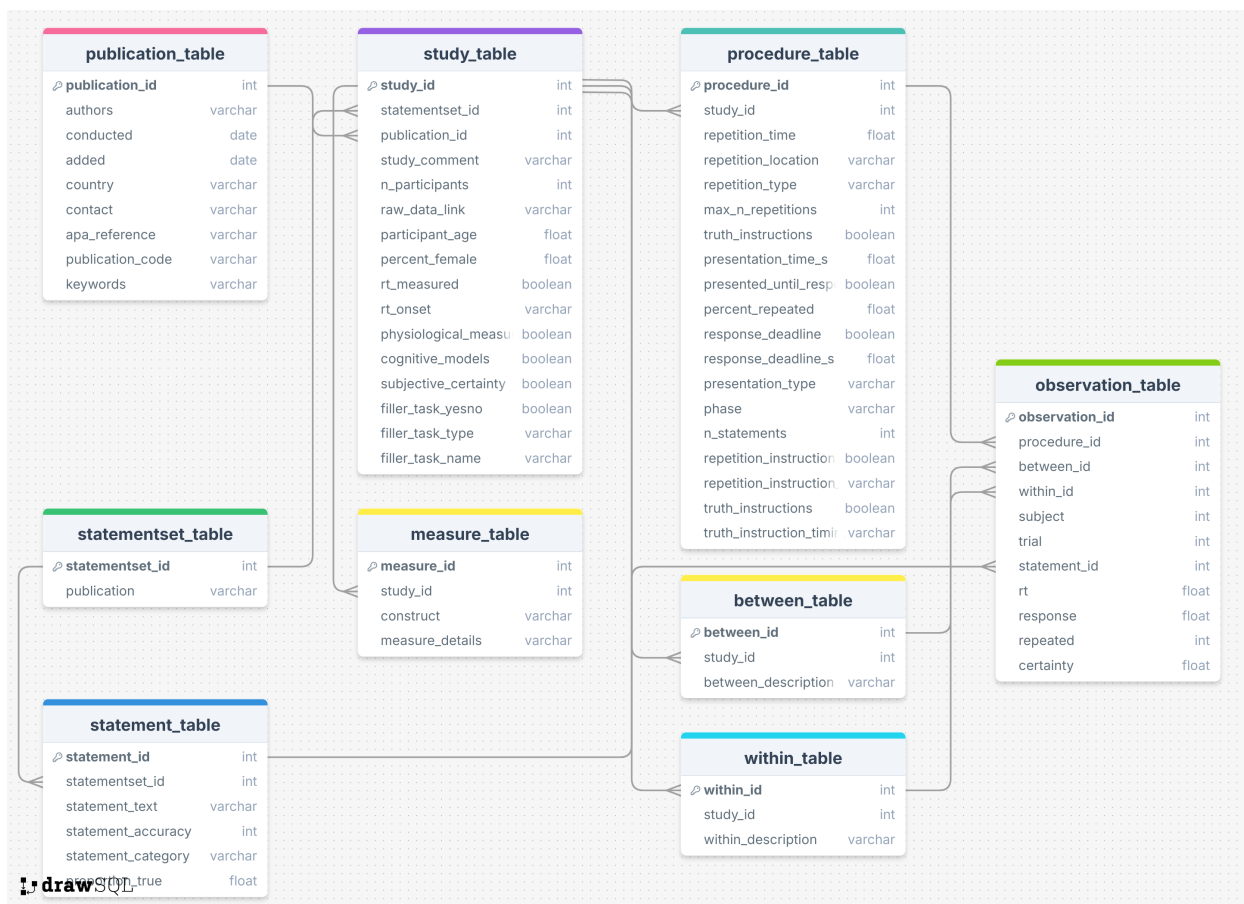 publication_table
publication_id int
authors varchar
conducted date
added date
country varchar
contact varchar
apa_reference varchar
publication_code varchar
keywords varchar
study_table
study_id int
statementset_id int
publication_id int
study_comment varchar
n_participants int
raw_data_link varchar
participant_age float
percent_female float
rt_measured boolean
rt_onset varchar
physiological_measu boolean
cognitive_models boolean
subjective_certainty boolean
filler_task_yesno boolean
filler_task_type varchar
filler_task_name varchar
procedure_table
procedure_id int
study_id int
repetition_time float
repetition_location varchar
repetition_type varchar
max_n_repetitions int
truth_instructions boolean
presentation_time_s float
presented_until_resp boolean
percent_repeated float
response_deadline boolean
response_deadline_s float
presentation_type varchar
phase varchar
n_statements int
repetition_instruction boolean
repetition_instruction_ varchar
truth_instructions boolean
truth_instruction_timi varchar
observation_table
observation_id int
procedure_id int
between_id int
within_id int
subject int
trial int
statement_id int
rt float
response float
repeated int
certainty float
statementset_table
statementset_id int
publication varchar
measure_table
measure_id int
study_id int
construct varchar
measure_details varchar
between_table
between_id int
study_id int
between_description varchar
statement_table
statement_id int
statementset_id int
statement_text varchar
statement_accuracy int
statement_category varchar
proportion_true float
within_table
within_id int
study_id int
within_description varchar
drawSQL